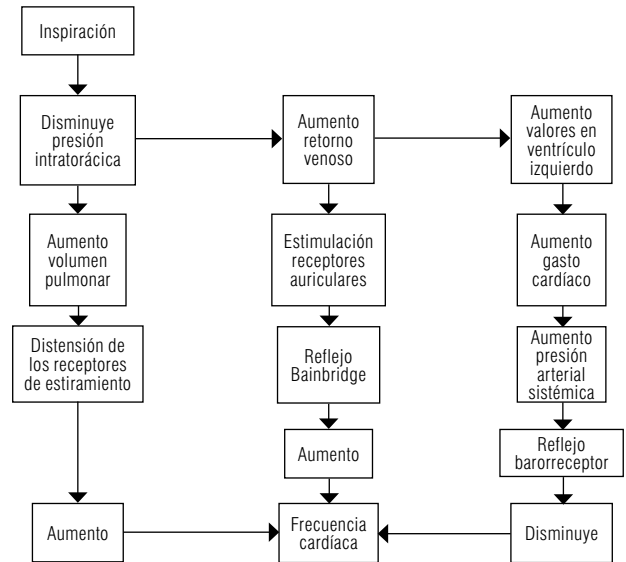 Inspiración
Disminuye
presión
intratorácica
Aumento
retorno
venoso
Aumento
valores en
ventrículo
izquierdo
Aumento
volumen
pulmonar
Estimulación
receptores
auriculares
Aumento
gasto
cardíaco
Distensión de
los receptores
de estiramiento
Reflejo
Bainbridge
Aumento
presión
arterial
sistémica
Aumento
Reflejo
barorreceptor
Aumento
Frecuencia
cardíaca
Disminuye